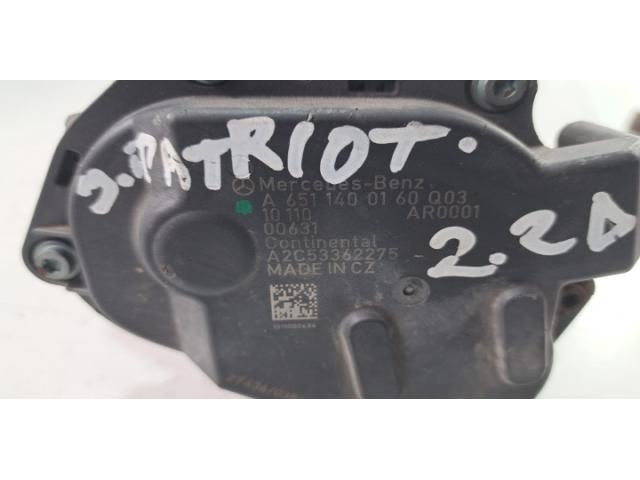 J.PATRIOT.
Mercedes-Benz
A 651 140 01 60 Q03
10 110 AR0001
00631
Continental
A2C53362275
MADE IN CZ
2.2D